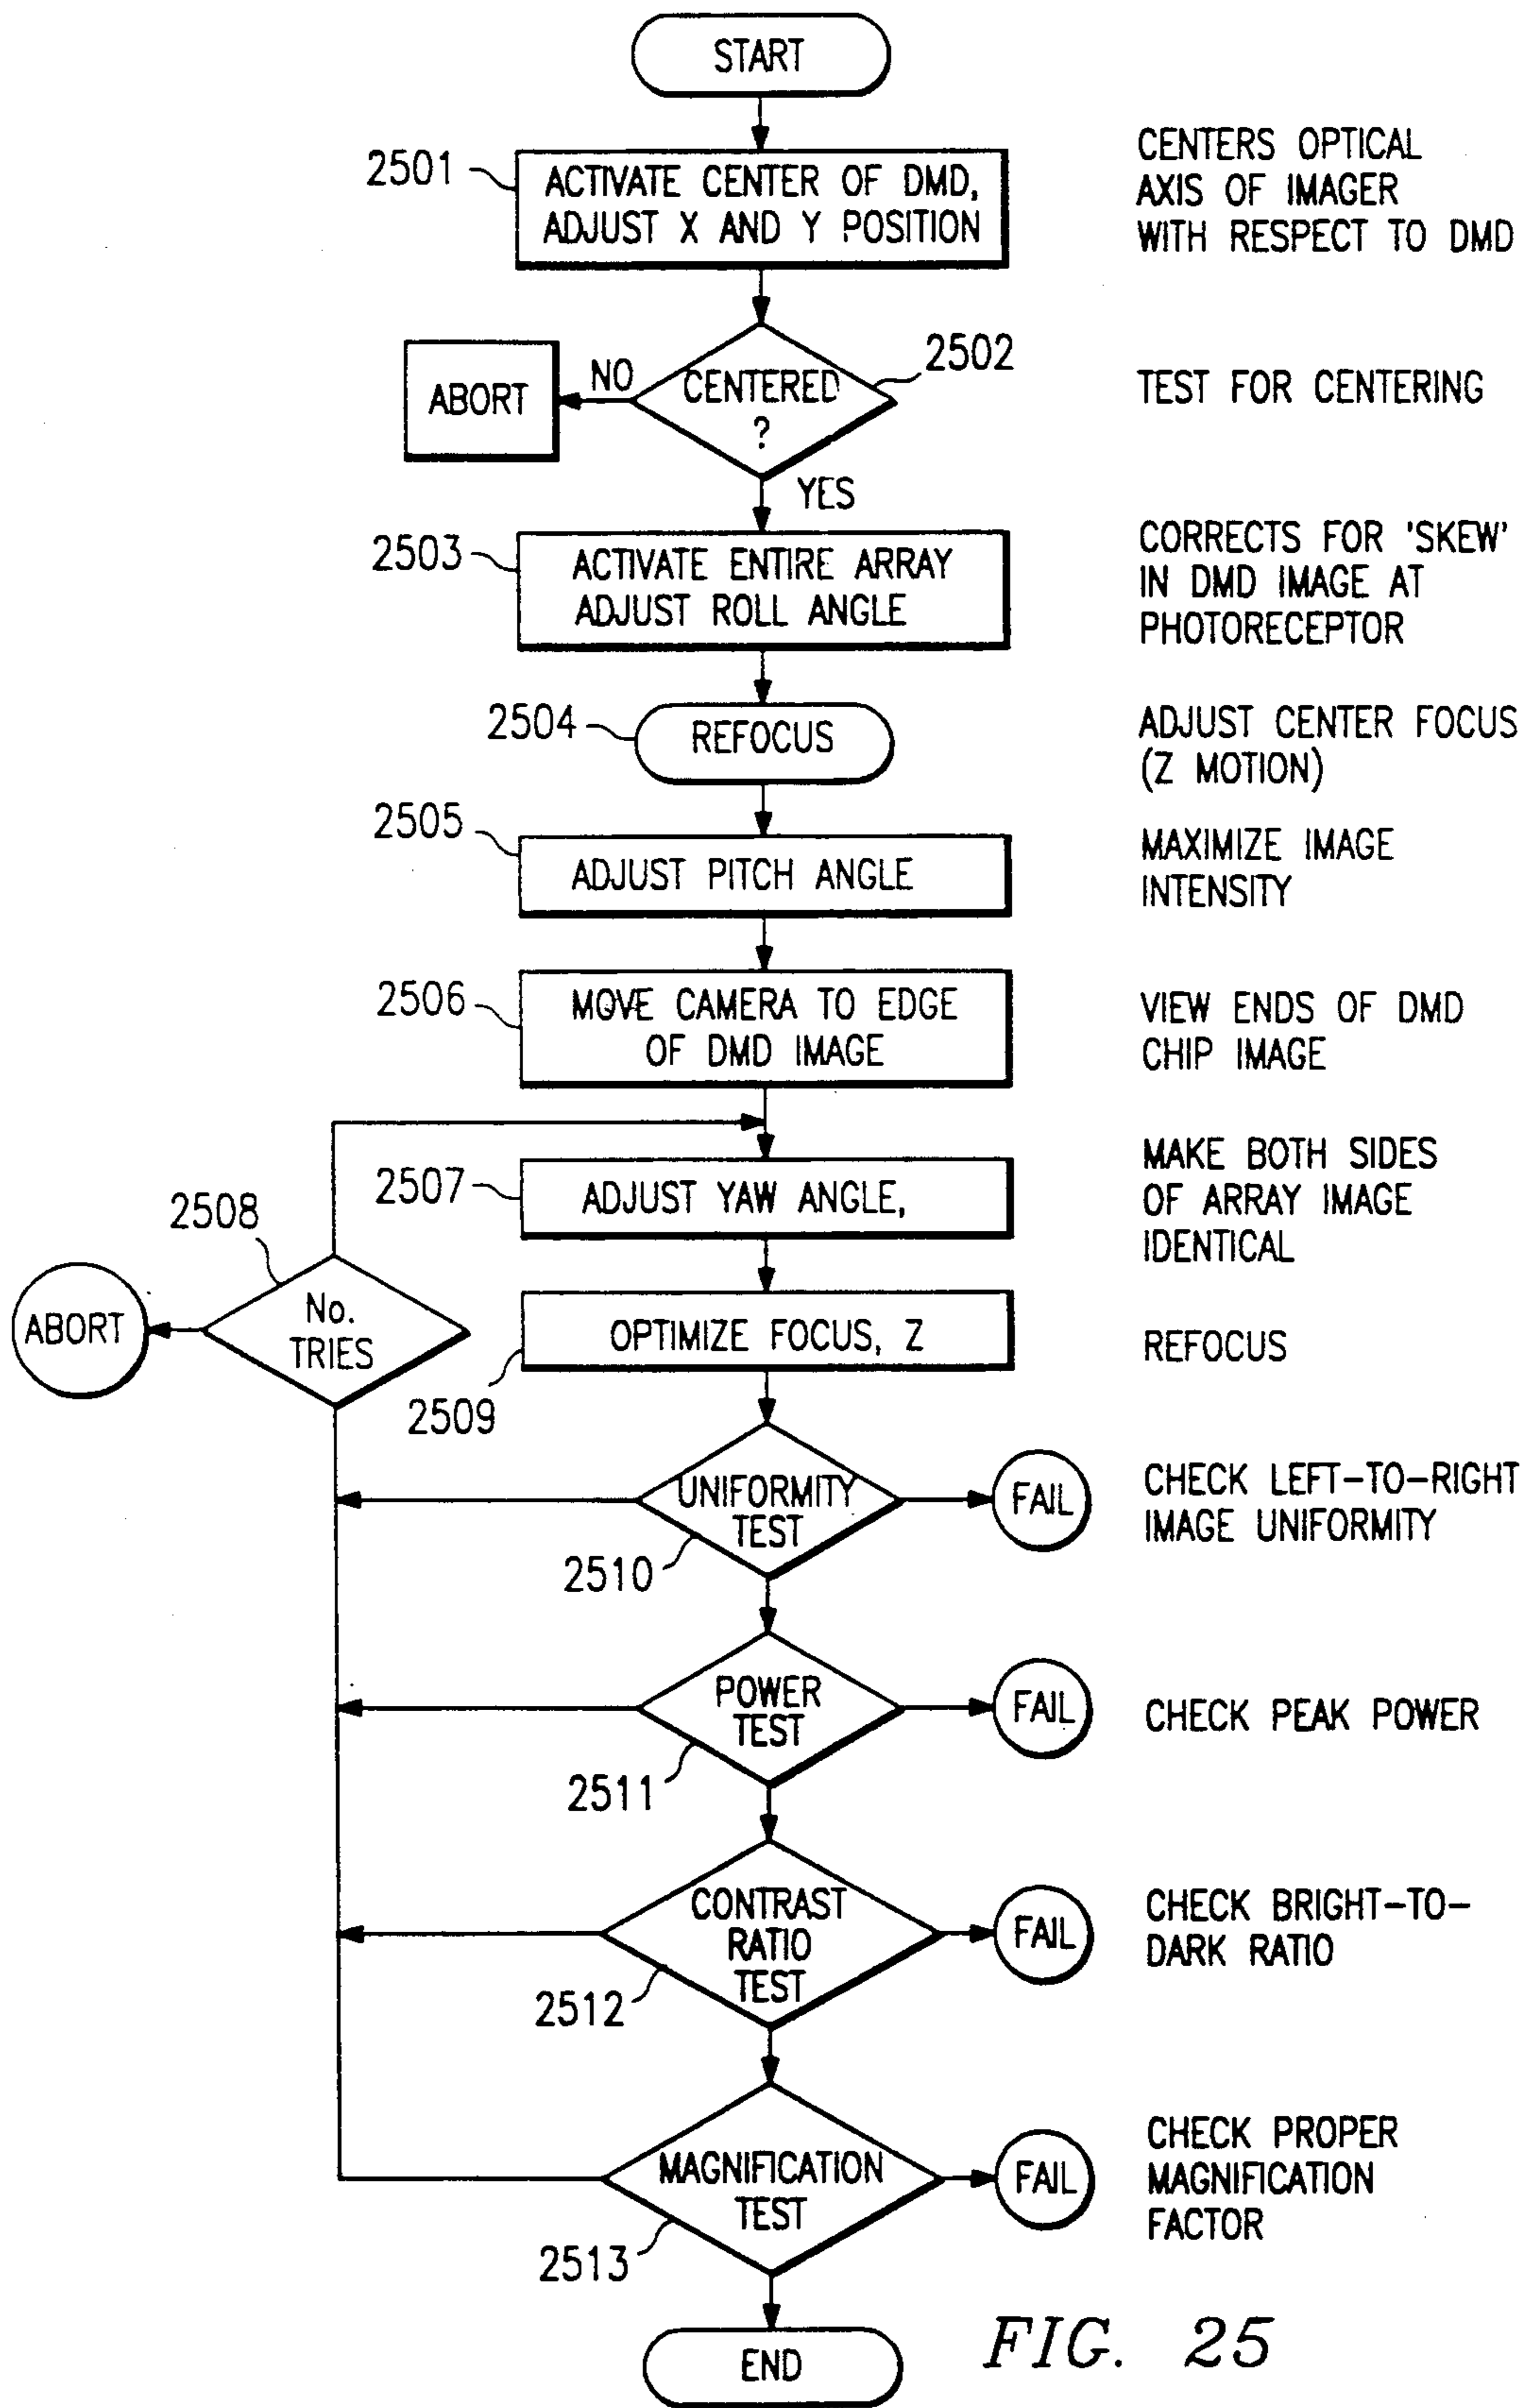 START
2501
ACTIVATE CENTER OF DMD,
ADJUST X AND Y POSITION
CENTERS OPTICAL
AXIS OF IMAGER
WITH RESPECT TO DMD
ABORT
NO
CENTERED
?
2502
TEST FOR CENTERING
YES
2503
ACTIVATE ENTIRE ARRAY
ADJUST ROLL ANGLE
CORRECTS FOR 'SKEW'
IN DMD IMAGE AT
PHOTORECEPTOR
2504
REFOCUS
ADJUST CENTER FOCUS
(Z MOTION)
2505
ADJUST PITCH ANGLE
MAXIMIZE IMAGE
INTENSITY
2506
MOVE CAMERA TO EDGE
OF DMD IMAGE
VIEW ENDS OF DMD
CHIP IMAGE
2507
ADJUST YAW ANGLE,
MAKE BOTH SIDES
OF ARRAY IMAGE
IDENTICAL
2508
ABORT
No.
TRIES
OPTIMIZE FOCUS, Z
2509
REFOCUS
UNIFORMITY
TEST
2510
FAIL
CHECK LEFT-TO-RIGHT
IMAGE UNIFORMITY
POWER
TEST
2511
FAIL
CHECK PEAK POWER
CONTRAST
RATIO
TEST
2512
FAIL
CHECK BRIGHT-TO-
DARK RATIO
MAGNIFICATION
TEST
2513
FAIL
CHECK PROPER
MAGNIFICATION
FACTOR
END
FIG. 25